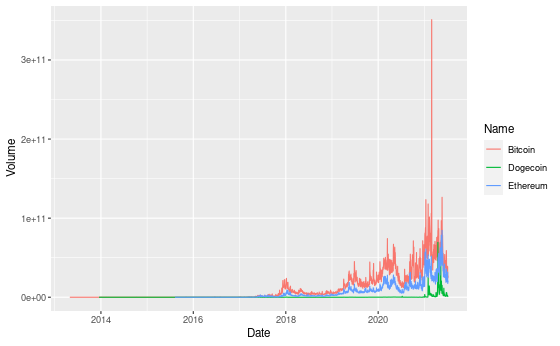 3e+11
2e+11
1e+11
0e+00
Volume
2014 2016 2018 2020
Date
Name
Bitcoin
Dogecoin
Ethereum